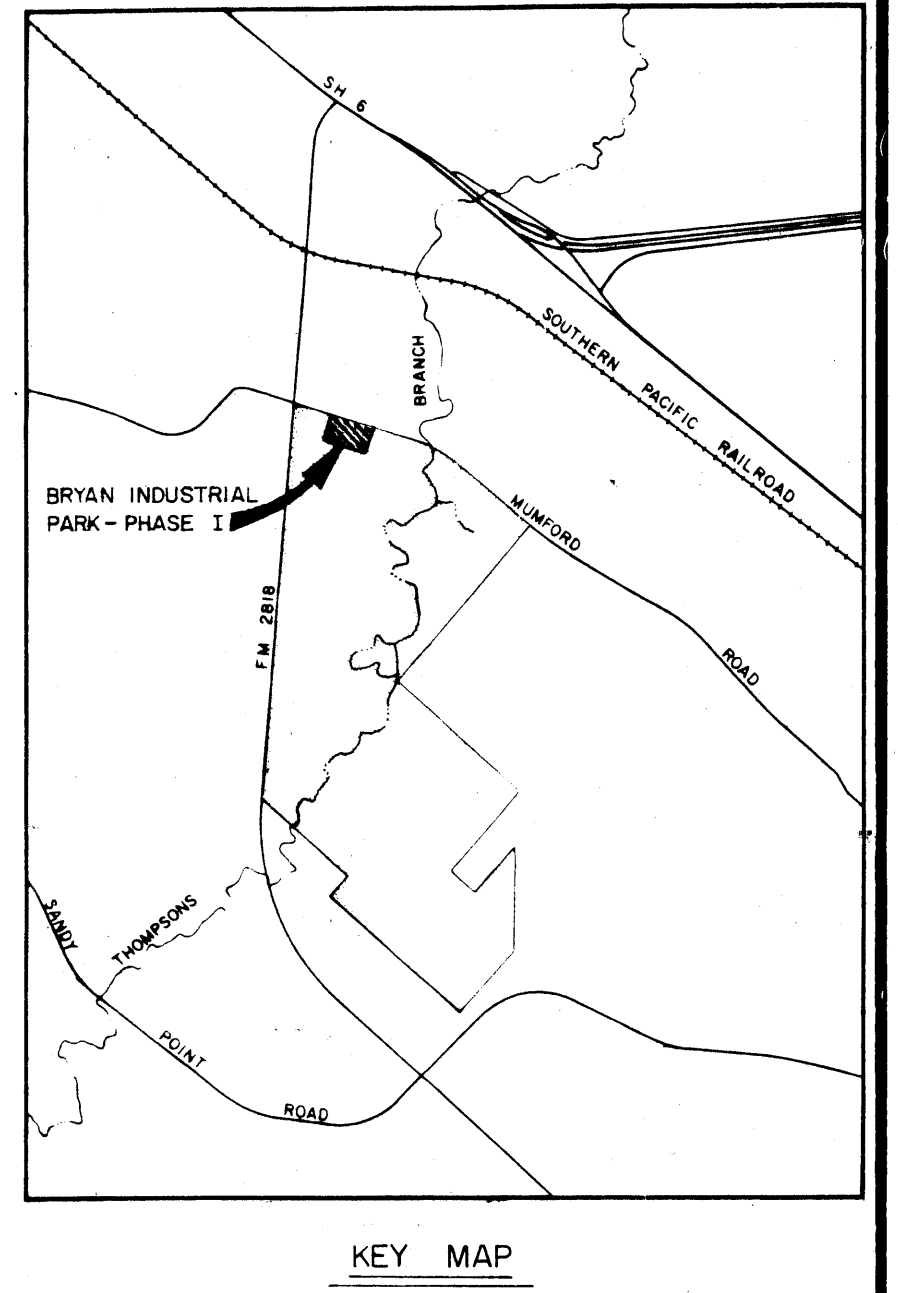 SH 6
SOUTHERN PACIFIC RAILROAD
BRANCH
BRYAN INDUSTRIAL
PARK - PHASE I
MUMFORD ROAD
FM 2818
THOMPSONS
SANDY POINT ROAD
KEY MAP